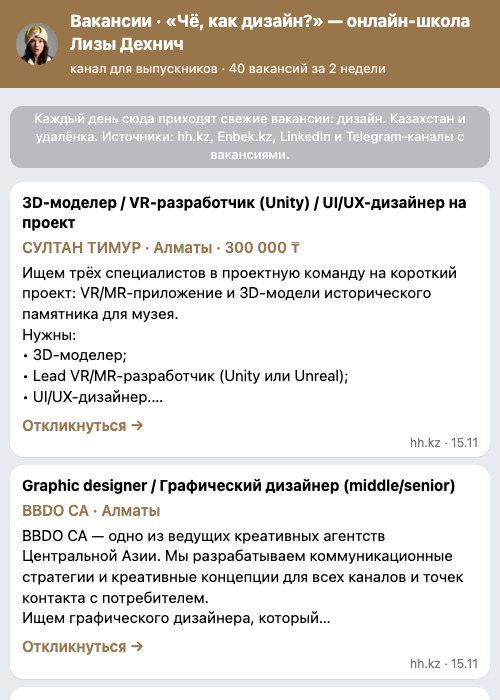 Вакансии · «Чё, как дизайн?» — онлайн-школа
Лизы Дехнич
канал для выпускников · 40 вакансий за 2 недели
Каждый день сюда приходят свежие вакансии: дизайн. Казахстан и
удалёнка. Источники: hh.kz, Enbek.kz, LinkedIn и Telegram-каналы с
вакансиями.
3D-моделер / VR-разработчик (Unity) / UI/UX-дизайнер на
проект
СУЛТАН ТИМУР · Алматы · 300 000 ₸
Ищем трёх специалистов в проектную команду на короткий
проект: VR/MR-приложение и 3D-модели исторического
памятника для музея.
Нужны:
• 3D-моделер;
• Lead VR/MR-разработчик (Unity или Unreal);
• UI/UX-дизайнер....
Откликнуться →
hh.kz · 15.11
Graphic designer / Графический дизайнер (middle/senior)
BBDO CA · Алматы
BBDO CA — одно из ведущих креативных агентств
Центральной Азии. Мы разрабатываем коммуникационные
стратегии и креативные концепции для всех каналов и точек
контакта с потребителем.
Ищем графического дизайнера, который...
Откликнуться →
hh.kz · 15.11